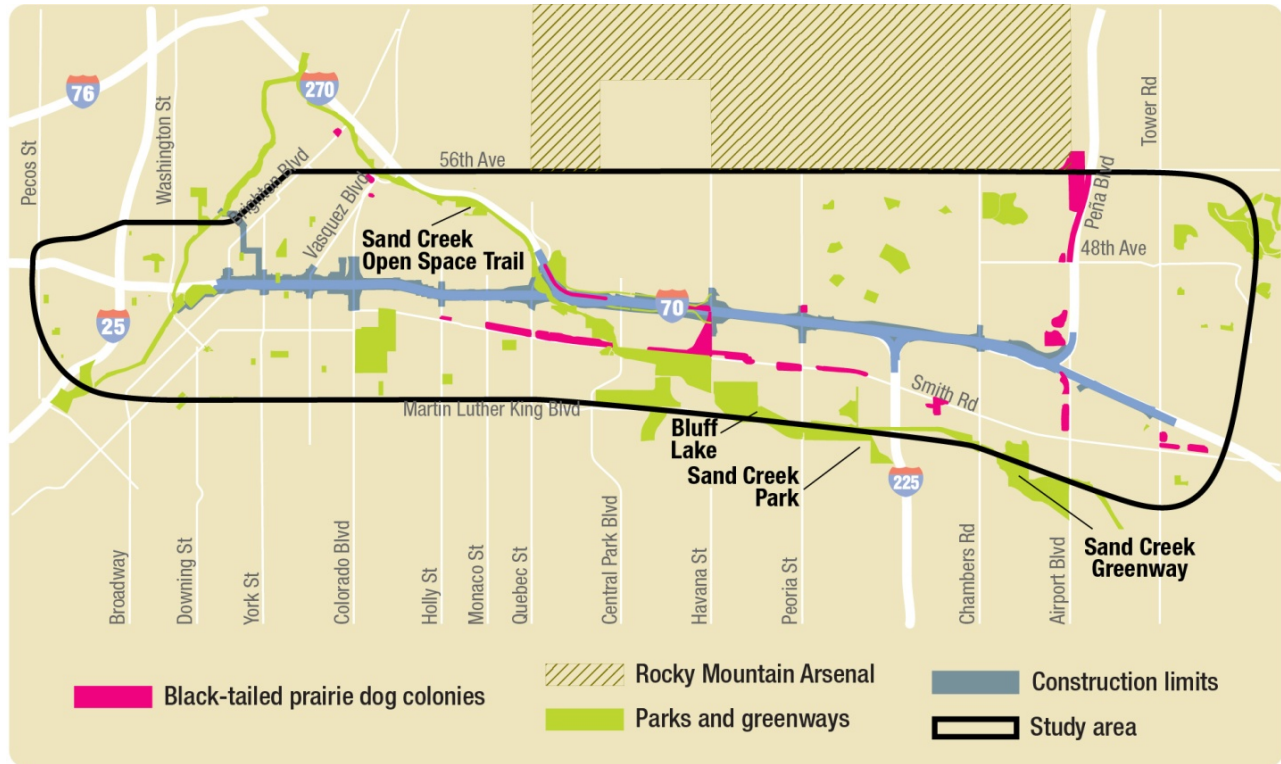 76
270
Pecos St
Washington St
Brighton Blvd
Vasquez Blvd
56th Ave
Peña Blvd
Tower Rd
48th Ave
Sand Creek
Open Space Trail
25
70
Smith Rd
Martin Luther King Blvd
Bluff
Lake
Sand Creek
Park
225
Sand Creek
Greenway
Broadway
Downing St
York St
Colorado Blvd
Holly St
Monaco St
Quebec St
Central Park Blvd
Havana St
Peoria St
Chambers Rd
Airport Blvd
Black-tailed prairie dog colonies
Rocky Mountain Arsenal
Parks and greenways
Construction limits
Study area